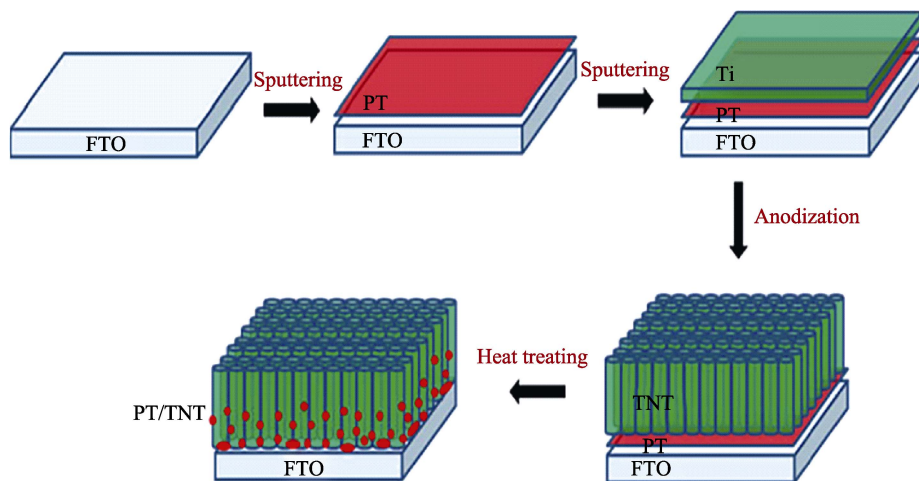 Sputtering
Sputtering
Ti
PT
PT
FTO
FTO
FTO
Anodization
Heat treating
PT/TNT
TNT
PT
FTO
FTO